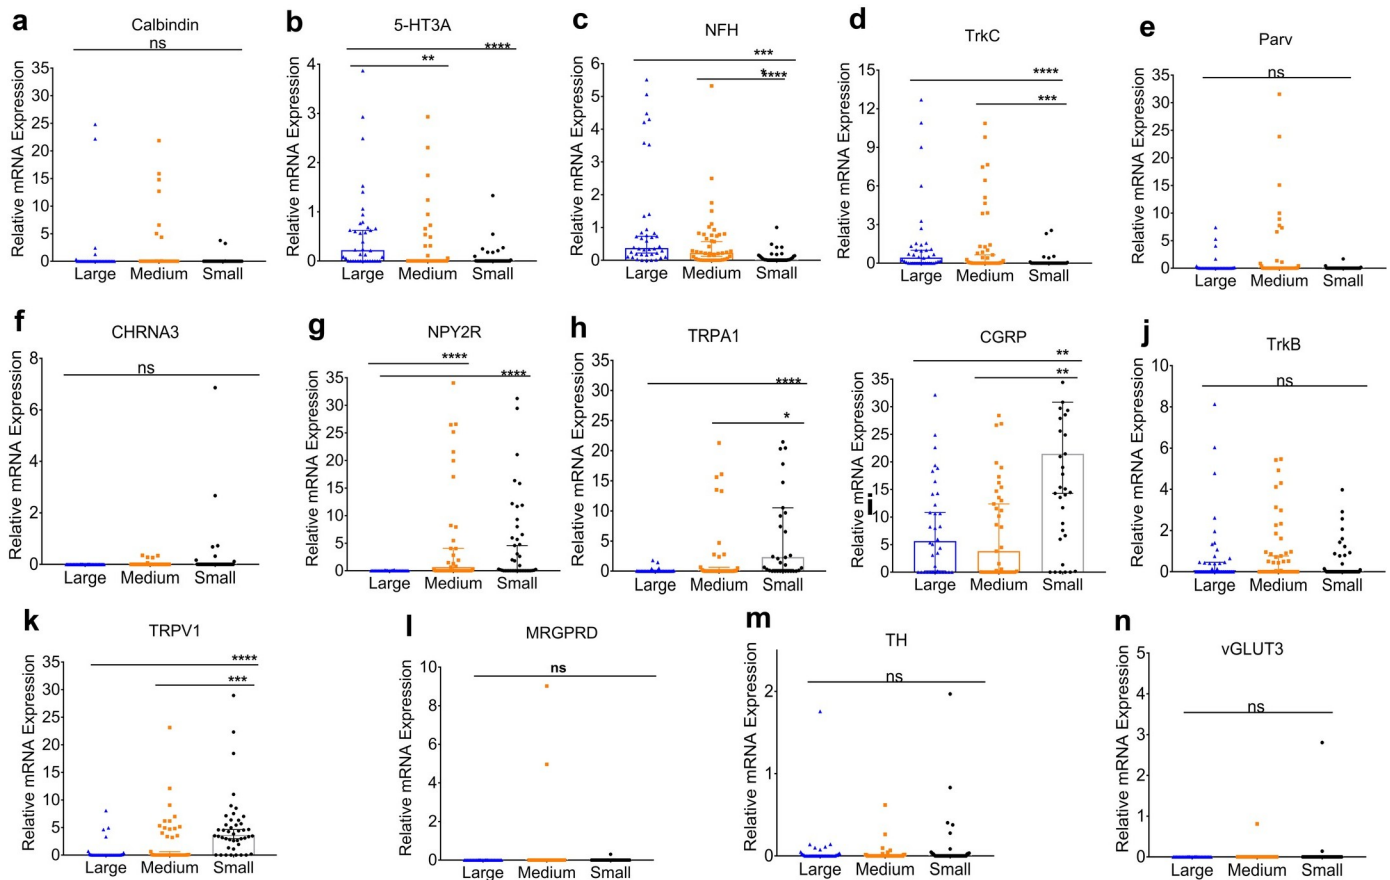 a
Calbindin
ns
Relative mRNA Expression
35
30
25
20
15
10
5
0
Large Medium Small
b
5-HT3A
****
**
Relative mRNA Expression
4
3
2
1
0
Large Medium Small
c
NFH
***
*
****
Relative mRNA Expression
6
5
4
3
2
1
0
Large Medium Small
d
TrkC
****
***
Relative mRNA Expression
15
12
9
6
3
0
Large Medium Small
e
Parv
ns
Relative mRNA Expression
35
30
25
20
15
10
5
0
Large Medium Small
f
CHRNA3
ns
Relative mRNA Expression
8
6
4
2
0
Large Medium Small
g
NPY2R
****
****
Relative mRNA Expression
35
30
25
20
15
10
5
0
Large Medium Small
h
TRPA1
****
*
Relative mRNA Expression
35
30
25
20
15
10
5
0
Large Medium Small
i
CGRP
**
**
Relative mRNA Expression
35
30
25
20
15
10
5
0
Large Medium Small
j
TrkB
ns
Relative mRNA Expression
10
8
6
4
2
0
Large Medium Small
k
TRPV1
****
***
Relative mRNA Expression
35
30
25
20
15
10
5
0
Large Medium Small
l
MRGPRD
ns
Relative mRNA Expression
10
8
6
4
2
0
Large Medium Small
m
TH
ns
Relative mRNA Expression
2
1
0
Large Medium Small
n
vGLUT3
ns
Relative mRNA Expression
5
4
3
2
1
0
Large Medium Small